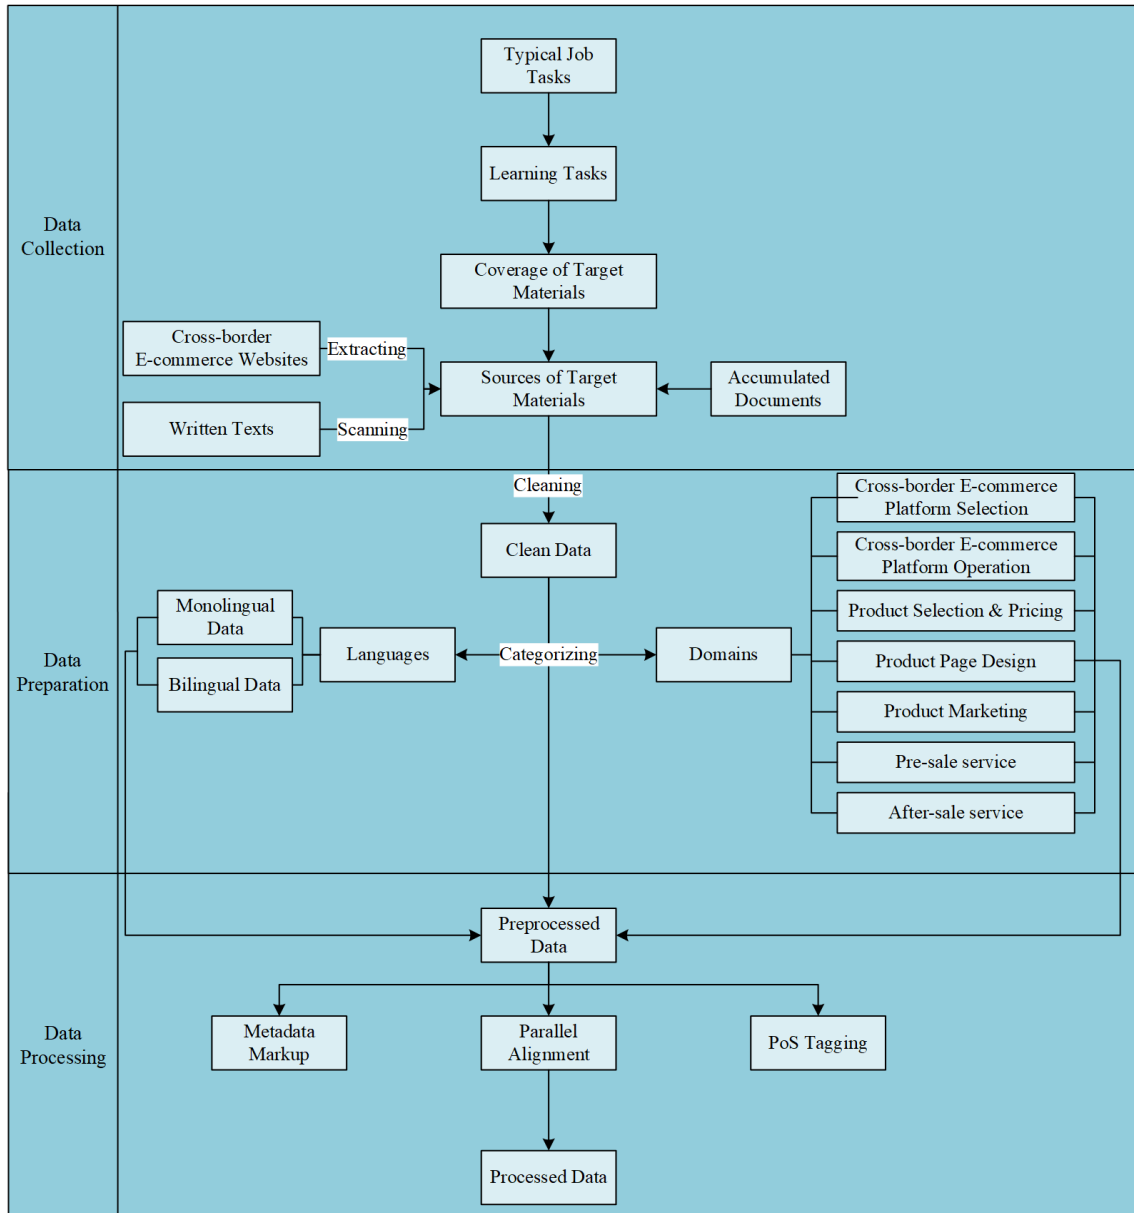 Data
Collection
Typical Job
Tasks
Learning Tasks
Coverage of Target
Materials
Cross-border
E-commerce Websites
Extracting
Sources of Target
Materials
Accumulated
Documents
Written Texts
Scanning
Data
Preparation
Cleaning
Clean Data
Monolingual
Data
Bilingual Data
Languages
Categorizing
Domains
Cross-border E-commerce
Platform Selection
Cross-border E-commerce
Platform Operation
Product Selection & Pricing
Product Page Design
Product Marketing
Pre-sale service
After-sale service
Data
Processing
Preprocessed
Data
Metadada
Markup
Parallel
Alignment
PoS Tagging
Processed Data